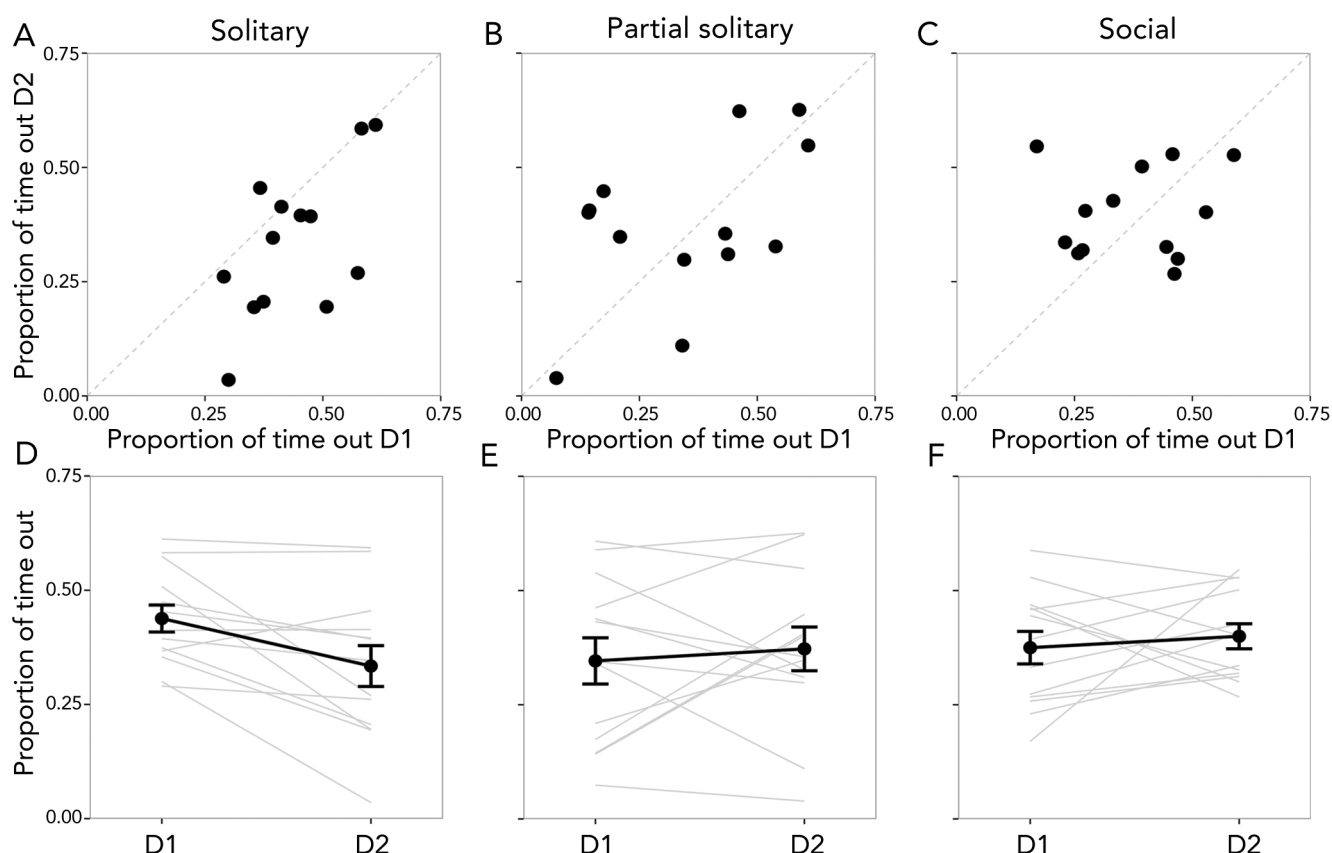 A Solitary
B Partial solitary
C Social
Proportion of time out D2
0.75
0.50
0.25
0.00
0.00 0.25 0.50 0.75
0.00 0.25 0.50 0.75
0.00 0.25 0.50 0.75
Proportion of time out D1
Proportion of time out D1
Proportion of time out D1
D
E
F
Proportion of time out
0.75
0.50
0.25
0.00
D1 D2
D1 D2
D1 D2